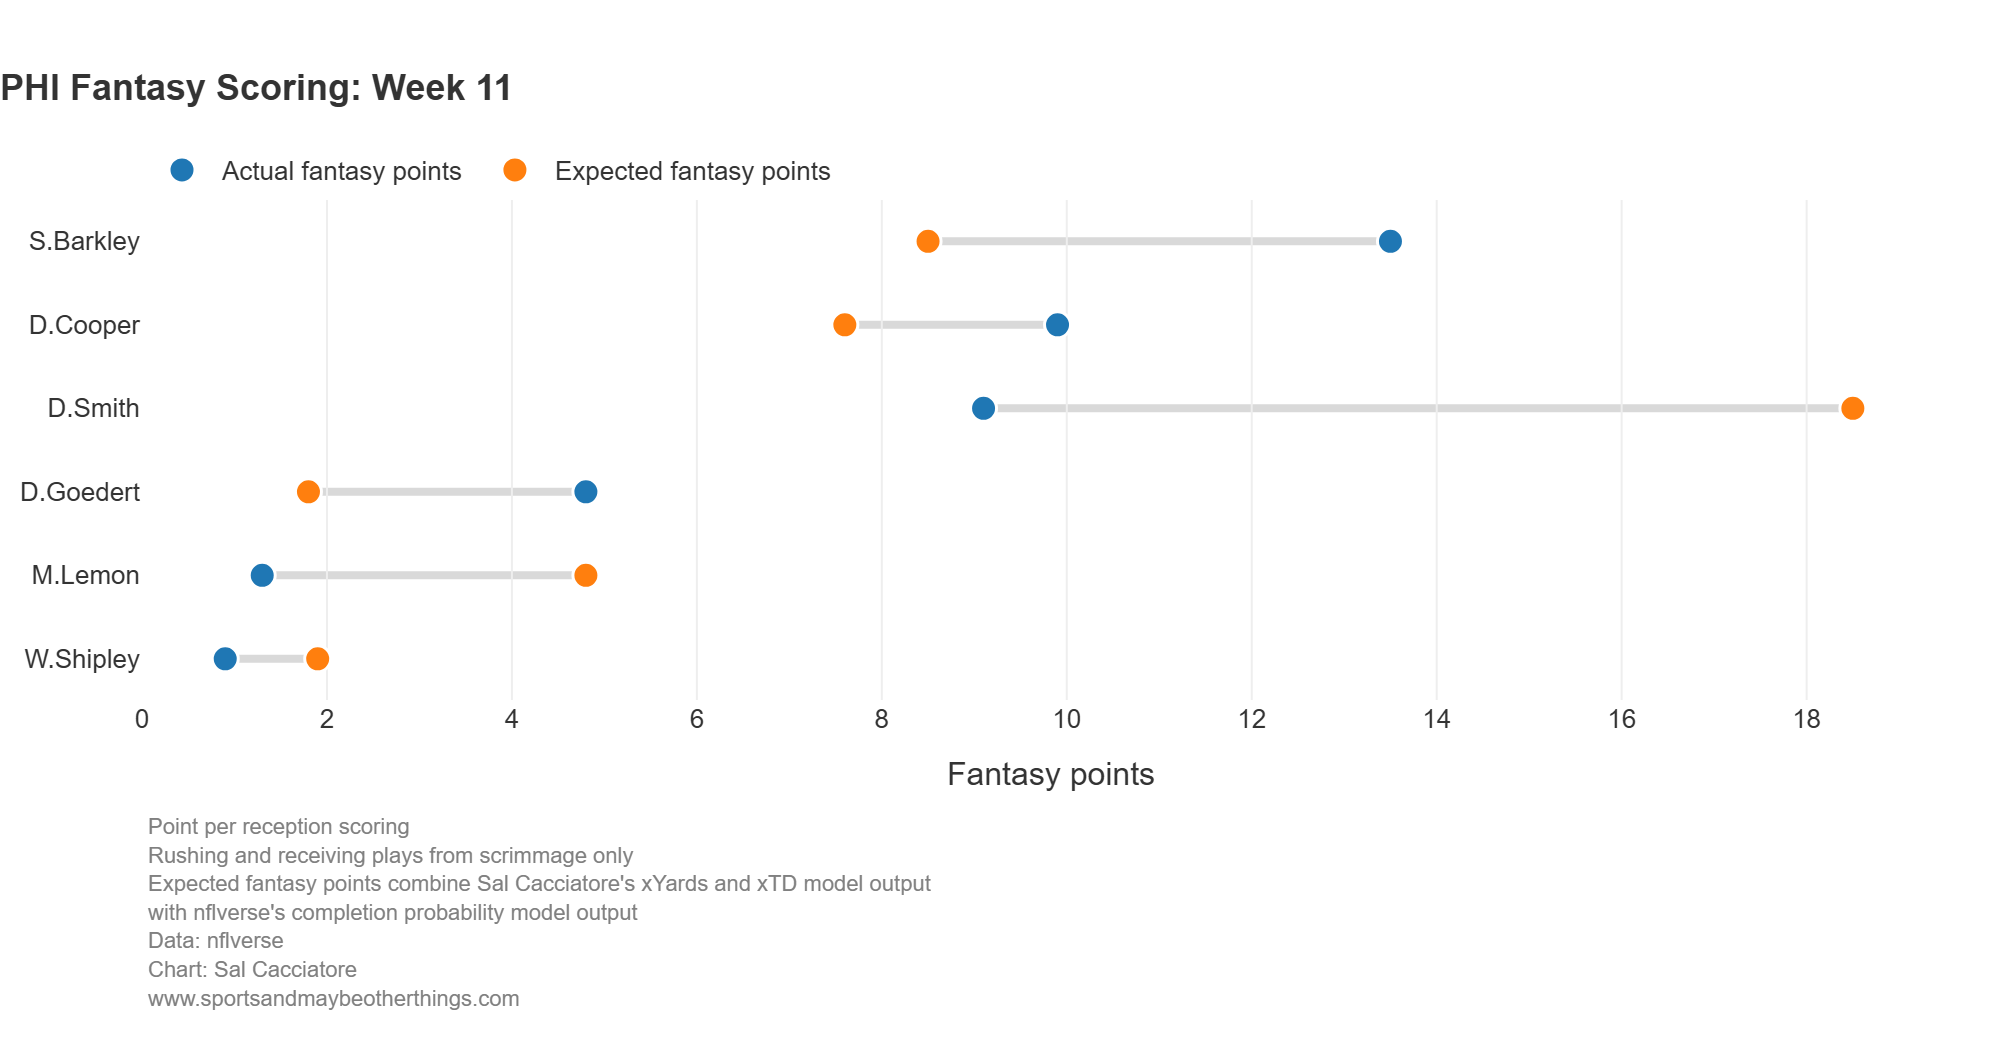 PHI Fantasy Scoring: Week 11
Actual fantasy points
Expected fantasy points
S.Barkley
D.Cooper
D.Smith
D.Goedert
M.Lemon
W.Shipley
0 2 4 6 8 10 12 14 16 18
Fantasy points
Point per reception scoring
Rushing and receiving plays from scrimmage only
Expected fantasy points combine Sal Cacciatore's xYards and xTD model output
with nflverse's completion probability model output
Data: nflverse
Chart: Sal Cacciatore
www.sportsandmaybeotherthings.com